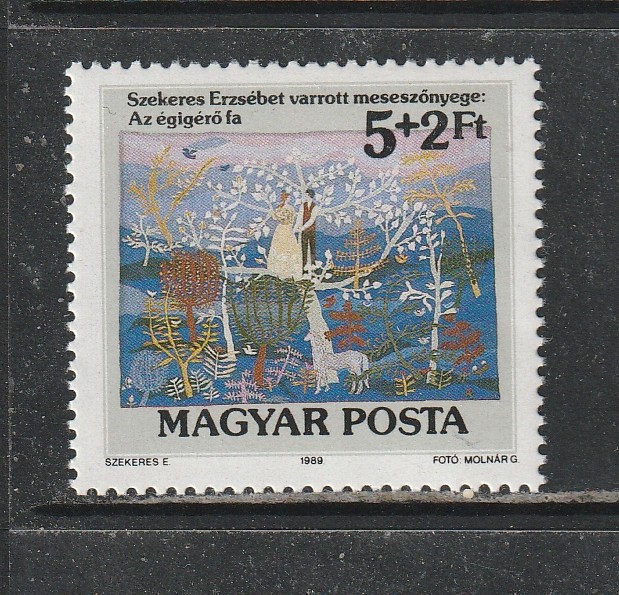 Szekeres Erzsébet varrott meseszőnyege:
Az égigérő fa
5+2Ft
MAGYAR POSTA
SZEKERES E. 1989 FOTÓ: MOLNÁR G.